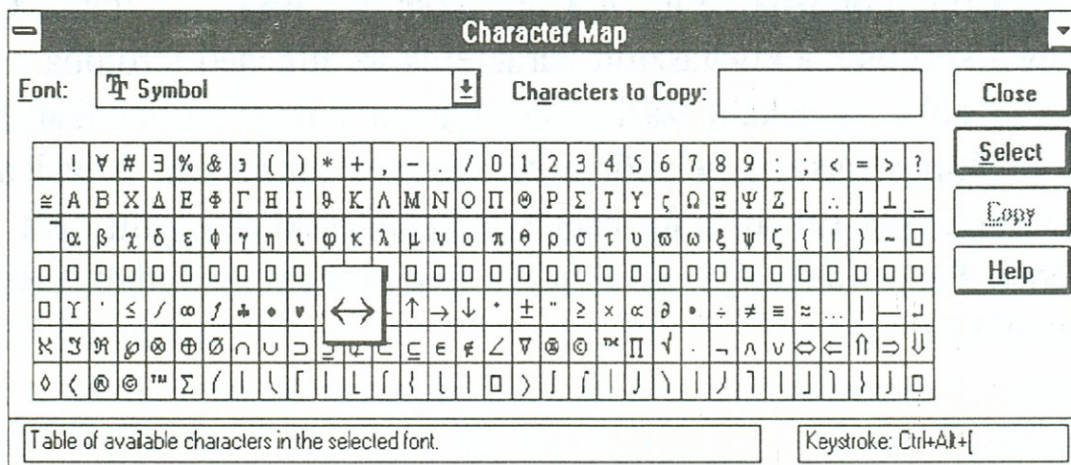 Character Map
Font: Symbol Characters to Copy: Close
! ∀ # ∃ % & ∍ ( ) * + , − . / 0 1 2 3 4 5 6 7 8 9 : ; < = > ?
Select
≅ Α Β Χ Δ Ε Φ Γ Η Ι ϑ Κ Λ Μ Ν Ο Π Θ Ρ Σ Τ Υ ς Ω Ξ Ψ Ζ [ ∴ ] ⊥ _
Copy
‾ α β χ δ ε ϕ γ η ι φ κ λ μ ν ο π θ ρ σ τ υ ϖ ω ξ ψ ζ { | } ~ □
□ □ □ □ □ □ □ □ □ □ □ □ □ □ □ □ □ □ □ □ □ □ □ □ □ □ □ □ □
Help
□ ϒ ′ ≤ ⁄ ∞ ƒ ♣ ♦ ♥ ↔ ↑ → ↓ ° ± ″ ≥ × ∝ ∂ • ÷ ≠ ≡ ≈ … | — ↵
ℵ ℑ ℜ ℘ ⊗ ⊕ ∅ ∩ ∪ ⊃ ⊇ ⊄ ⊂ ⊆ ∈ ∉ ∠ ∇ ® © ™ ∏ √ ⋅ ¬ ∧ ∨ ⇔ ⇐ ⇑ ⇒ ⇓
◊ 〈 ® © ™ ∑ ⎛ ⎜ ⎝ ⎡ ⎢ ⎣ ⎧ ⎨ ⎩ ⎪ □ 〉 ∫ ⌠ ⎮ ⌡ ⎞ ⎟ ⎠ ⎤ ⎥ ⎦ ⎫ ⎬ ⎭ □
Table of available characters in the selected font. Keystroke: Ctrl+Alt+[